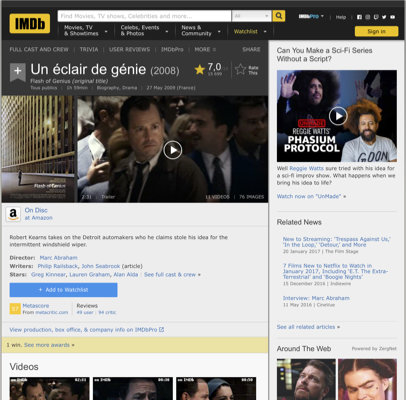 IMDb
Find Movies, TV shows, Celebrities and more...
All
IMDbPro
Help
Movies, TV
& Showtimes
Celebs, Events
& Photos
News &
Community
Watchlist
Sign in
FULL CAST AND CREW | TRIVIA | USER REVIEWS | IMDbPro | MORE
SHARE
Un éclair de génie (2008)
Flash of Genius (original title)
Tous publics | 1h 59min | Biography, Drama | 27 May 2009 (France)
7,0
Rate
This
Flash of Genius
Trailer
11 VIDEOS | 76 IMAGES
On Disc
at Amazon
Robert Kearns takes on the Detroit automakers who he claims stole his idea for the
intermittent windshield wiper.
Director: Marc Abraham
Writers: Philip Railsback, John Seabrook (article)
Stars: Greg Kinnear, Lauren Graham, Alan Alda | See full cast & crew »
+ Add to Watchlist
Metascore
From metacritic.com
Reviews
49 user | 94 critic
View production, box office, & company info on IMDbPro
1 win. See more awards »
Videos
Can You Make a Sci-Fi Series
Without a Script?
REGGIE WATTS'
PHASIUM
PROTOCOL
Well Reggie Watts sure tried with his idea for
a sci-fi improv show. What happens when we
bring his idea to life?
Watch now on "UnMade" »
Related News
New to Streaming: 'Trespass Against Us,'
'In the Loop,' 'Detour,' and More
20 January 2017 | The Film Stage
7 Films New to Netflix to Watch in
January 2017, Including 'E.T. The Extra-
Terrestrial' and 'Boogie Nights'
15 December 2016 | Indiewire
Interview: Marc Abraham
11 May 2016 | Cinelinx
See all related articles »
Around The Web
Powered by ZergNet